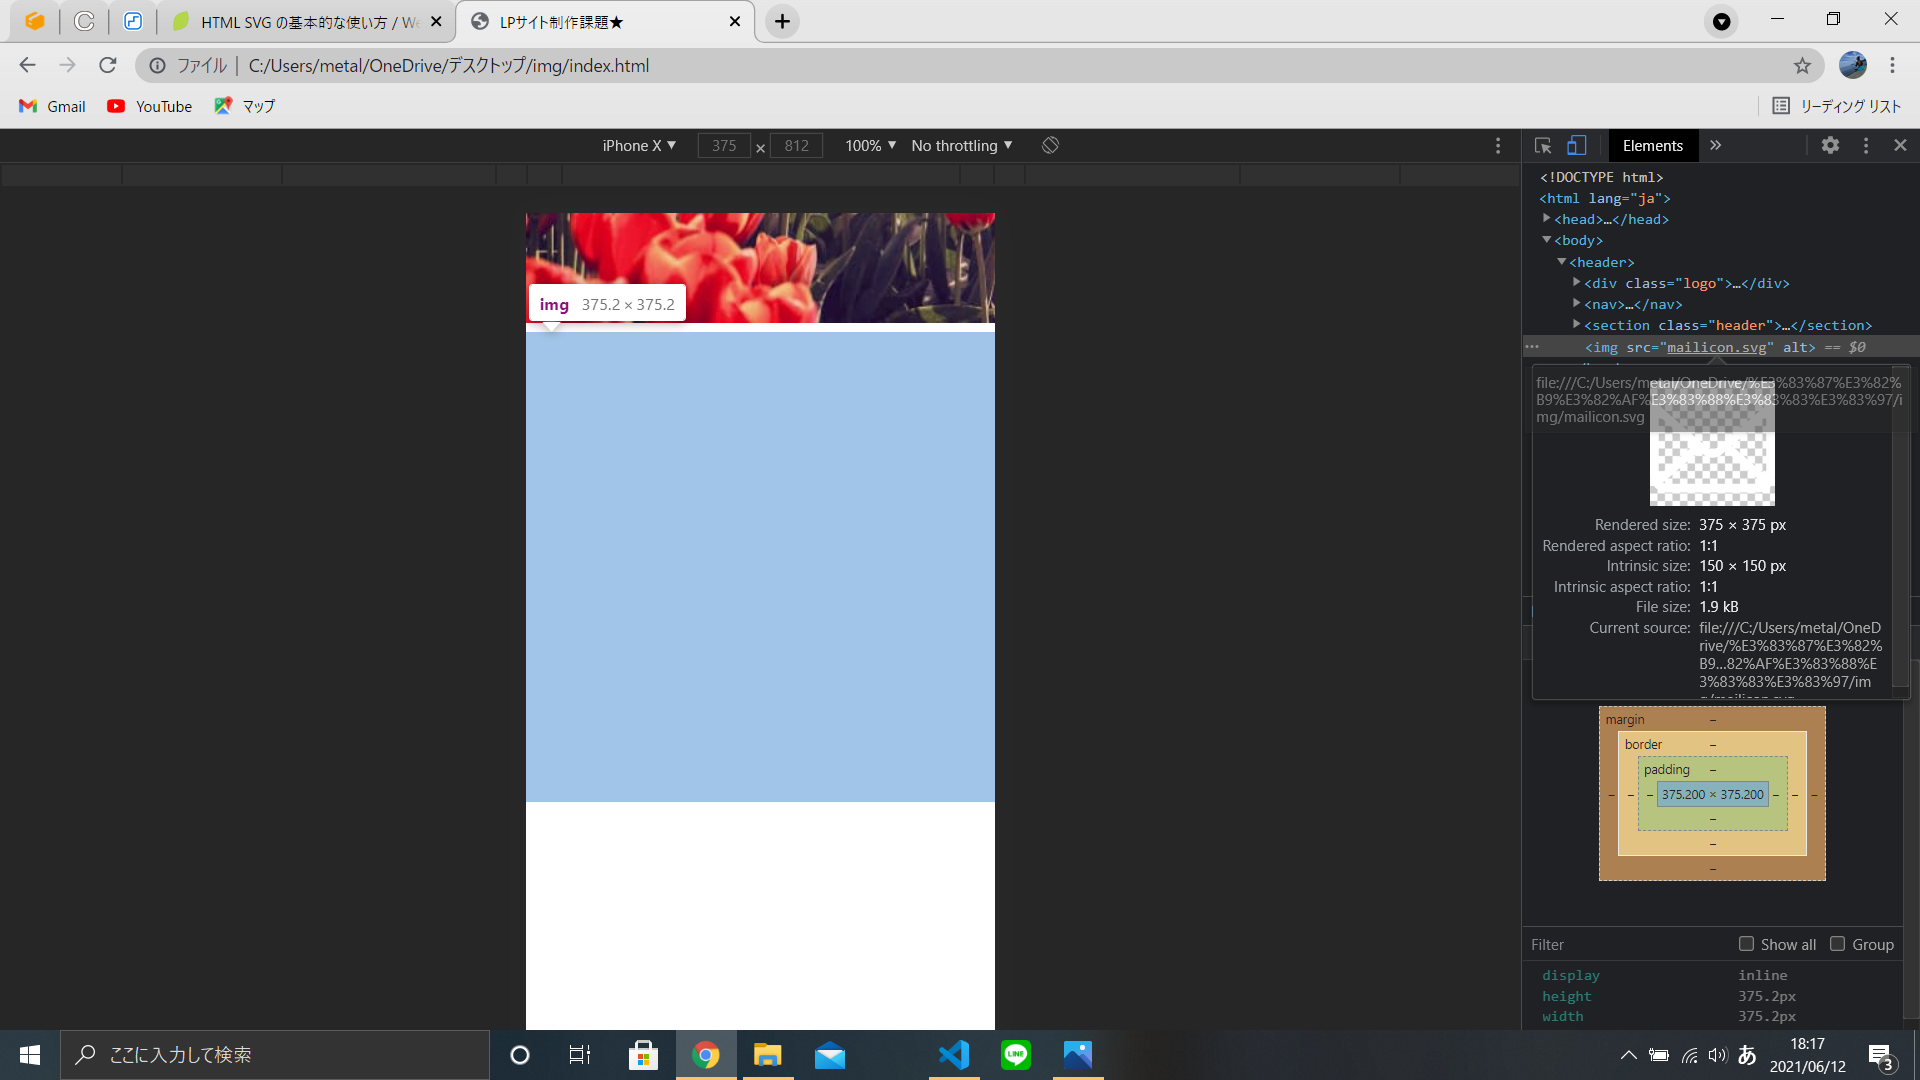 HTML SVG の基本的な使い方 / We
LPサイト制作課題★
ファイル | C:/Users/metal/OneDrive/デスクトップ/img/index.html
Gmail
YouTube
マップ
リーディング リスト
iPhone X ▼ 375 × 812 100% ▼ No throttling ▼
Elements »
<!DOCTYPE html>
<html lang="ja">
<head>…</head>
<body>
<header>
<div class="logo">…</div>
<nav>…</nav>
<section class="header">…</section>
<img src="mailicon.svg" alt> == $0
img 375.2 × 375.2
file:///C:/Users/metal/OneDrive/%E3%83%87%E3%82%
B9%E3%82%AF%E3%83%88%E3%83%83%E3%83%97/i
mg/mailicon.svg
Rendered size: 375 × 375 px
Rendered aspect ratio: 1:1
Intrinsic size: 150 × 150 px
Intrinsic aspect ratio: 1:1
File size: 1.9 kB
Current source: file:///C:/Users/metal/OneD
rive/%E3%83%87%E3%82%
B9…82%AF%E3%83%88%E
3%83%83%E3%83%97/im
margin –
border –
padding –
– – – 375.200 × 375.200 – – –
–
–
–
Filter Show all Group
display inline
height 375.2px
width 375.2px
ここに入力して検索
LINE
あ
18:17
2021/06/12
3